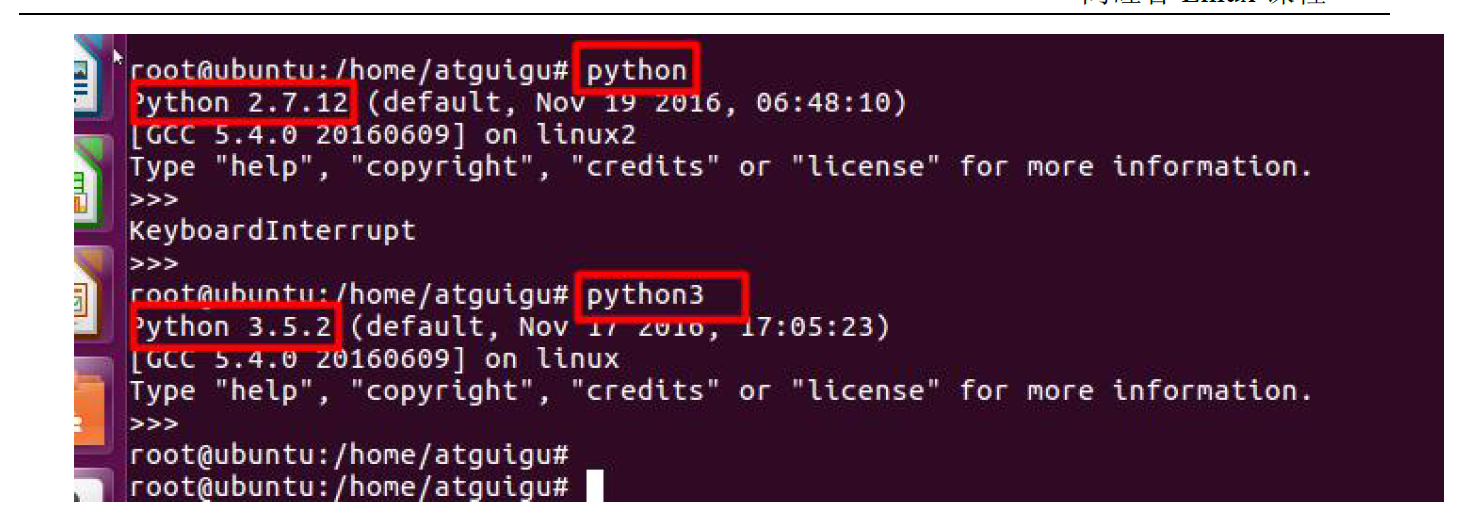 Linux
root@ubuntu:/home/atguigu# python
Python 2.7.12 (default, Nov 19 2016, 06:48:10)
[GCC 5.4.0 20160609] on linux2
Type "help", "copyright", "credits" or "license" for more information.
>>>
KeyboardInterrupt
>>>
root@ubuntu:/home/atguigu# python3
Python 3.5.2 (default, Nov 17 2016, 17:05:23)
[GCC 5.4.0 20160609] on linux
Type "help", "copyright", "credits" or "license" for more information.
>>>
root@ubuntu:/home/atguigu#
root@ubuntu:/home/atguigu#